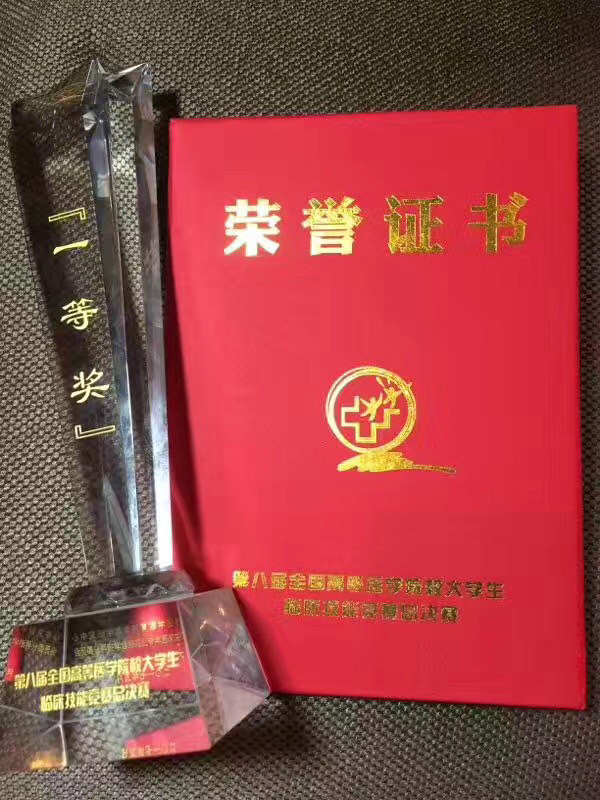 『一等奖』
第八届全国高等医学院校大学生
临床技能竞赛总决赛
荣誉证书
第八届全国高等医学院校大学生
临床技能竞赛总决赛